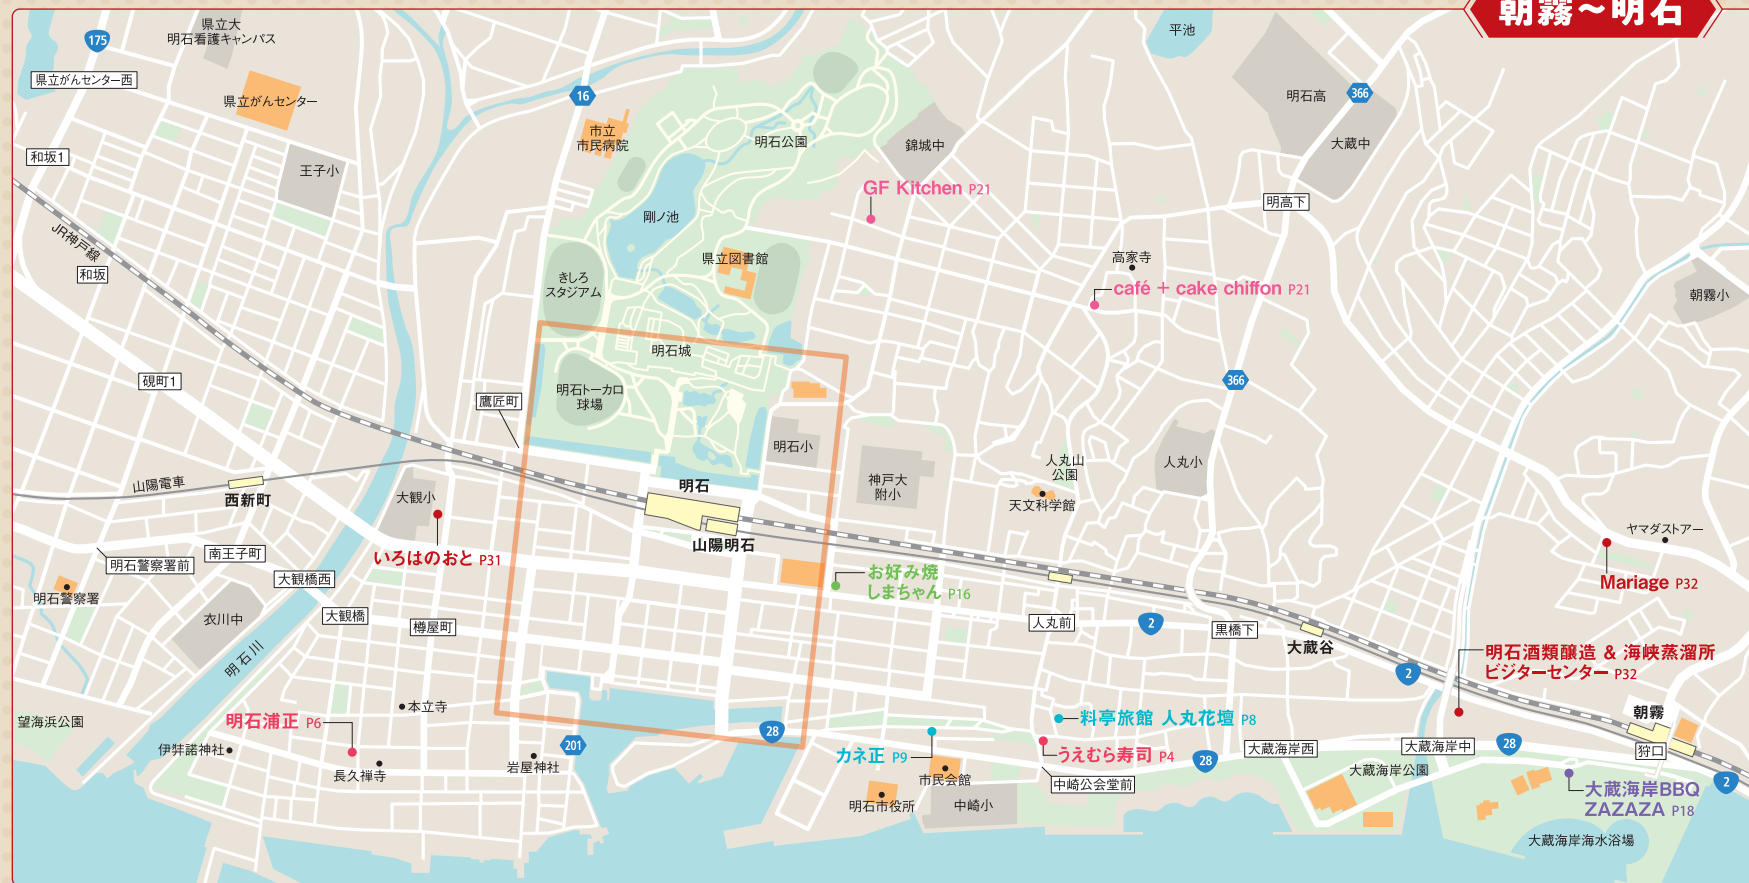 朝霧～明石
県立大
明石看護キャンパス
175
県立がんセンター西
県立がんセンター
和坂1
王子小
16
市立
市民病院
明石公園
錦城中
平池
明石高
366
大蔵中
明高下
GF Kitchen P21
剛ノ池
県立図書館
きしろ
スタジアム
高家寺
café + cake chiffon P21
朝霧小
JR神戸線
和坂
硯町1
鷹匠町
明石城
明石トーカロ
球場
明石小
神戸大
附小
人丸山
公園
天文科学館
人丸小
366
山陽電車
西新町
大観小
明石
山陽明石
いろはのおと P31
お好み焼
しまちゃん P16
ヤマダストアー
Mariage P32
明石警察署前
南王子町
大観橋西
明石警察署
衣川中
大観橋
樽屋町
明石川
人丸前
2
黒橋下
大蔵谷
2
明石酒類醸造 & 海峡蒸溜所
ビジターセンター P32
朝霧
狩口
望海浜公園
明石浦正 P6
本立寺
伊弉諾神社
長久禅寺
岩屋神社
201
28
カネ正 P9
料亭旅館 人丸花壇 P8
うえむら寿司 P4
中崎公会堂前
市民会館
明石市役所
中崎小
28
大蔵海岸西
大蔵海岸中
28
大蔵海岸公園
大蔵海岸BBQ
ZAZAZA P18
2
大蔵海岸海水浴場